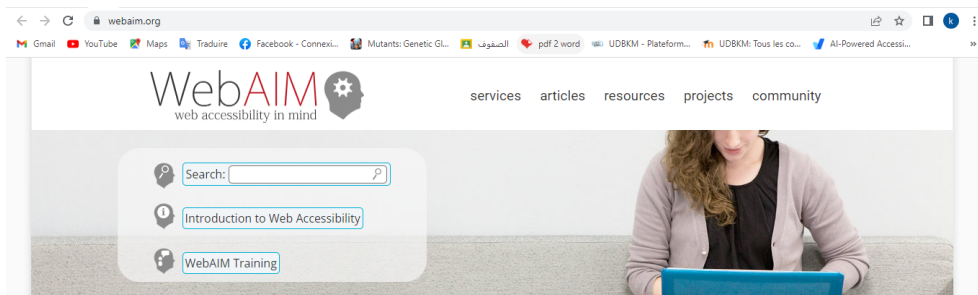 webaim.org
k
Gmail YouTube Maps Traduire Facebook - Connexi... Mutants: Genetic Gl... الصفوف pdf 2 word UDBKM - Plateform... UDBKM: Tous les co... AI-Powered Accessi... »
WebAIM
web accessibility in mind
services articles resources projects community
Search:
Introduction to Web Accessibility
WebAIM Training